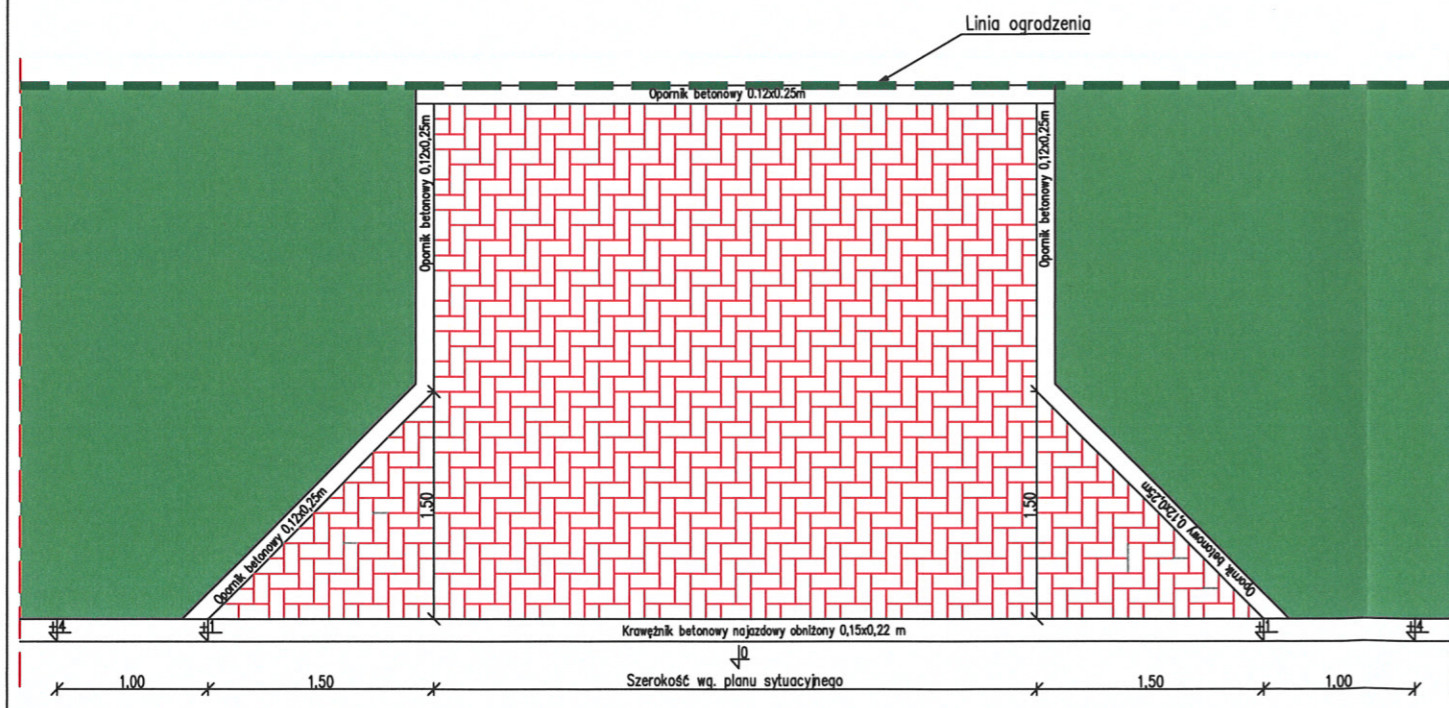 Linia ogrodzenia
Opornik betonowy 0.12x0.25m
Opornik betonowy 0,12x0,25m
Opornik betonowy 0,12x0,25m
1.50
1.50
Opornik betonowy 0,12x0,25m
Opornik betonowy 0,12x0,25m
+4
+1
Krawężnik betonowy najazdowy obniżony 0,15x0,22 m
+1
+4
0
1.00
1.50
Szerokość wg. planu sytuacyjnego
1.50
1.00